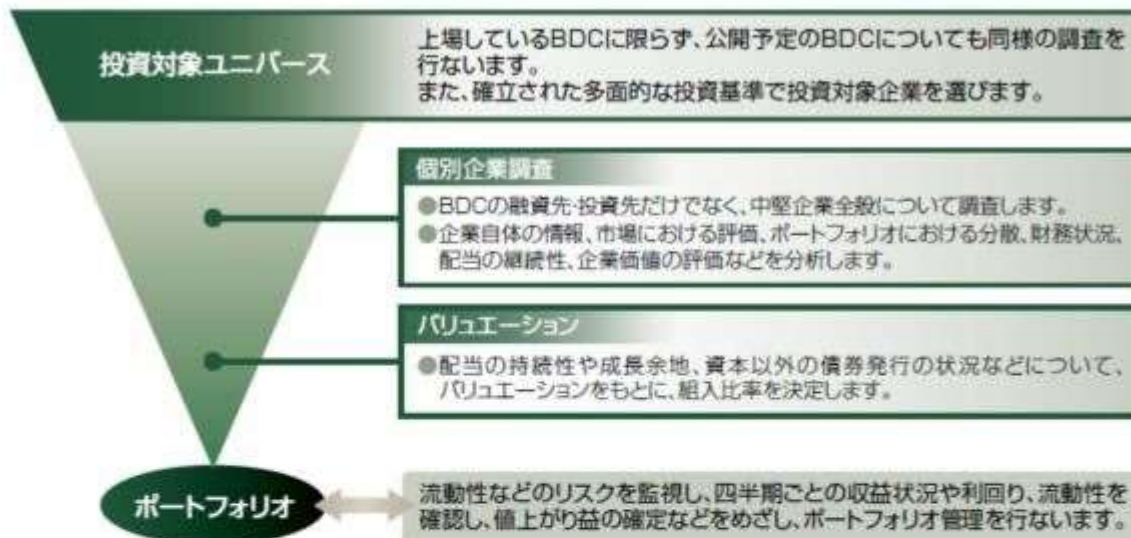 投資対象ユニバース
上場しているBDCに限らず、公開予定のBDCについても同様の調査を
行ないます。
また、確立された多面的な投資基準で投資対象企業を選びます。
個別企業調査
●BDCの融資先・投資先だけでなく、中堅企業全般について調査します。
●企業自体の情報、市場における評価、ポートフォリオにおける分散、財務状況、
配当の継続性、企業価値の評価などを分析します。
バリュエーション
●配当の持続性や成長余地、資本以外の債券発行の状況などについて、
バリュエーションをもとに、組入比率を決定します。
ポートフォリオ
流動性などのリスクを監視し、四半期ごとの収益状況や利回り、流動性を
確認し、値上がり益の確定などをめざし、ポートフォリオ管理を行ないます。